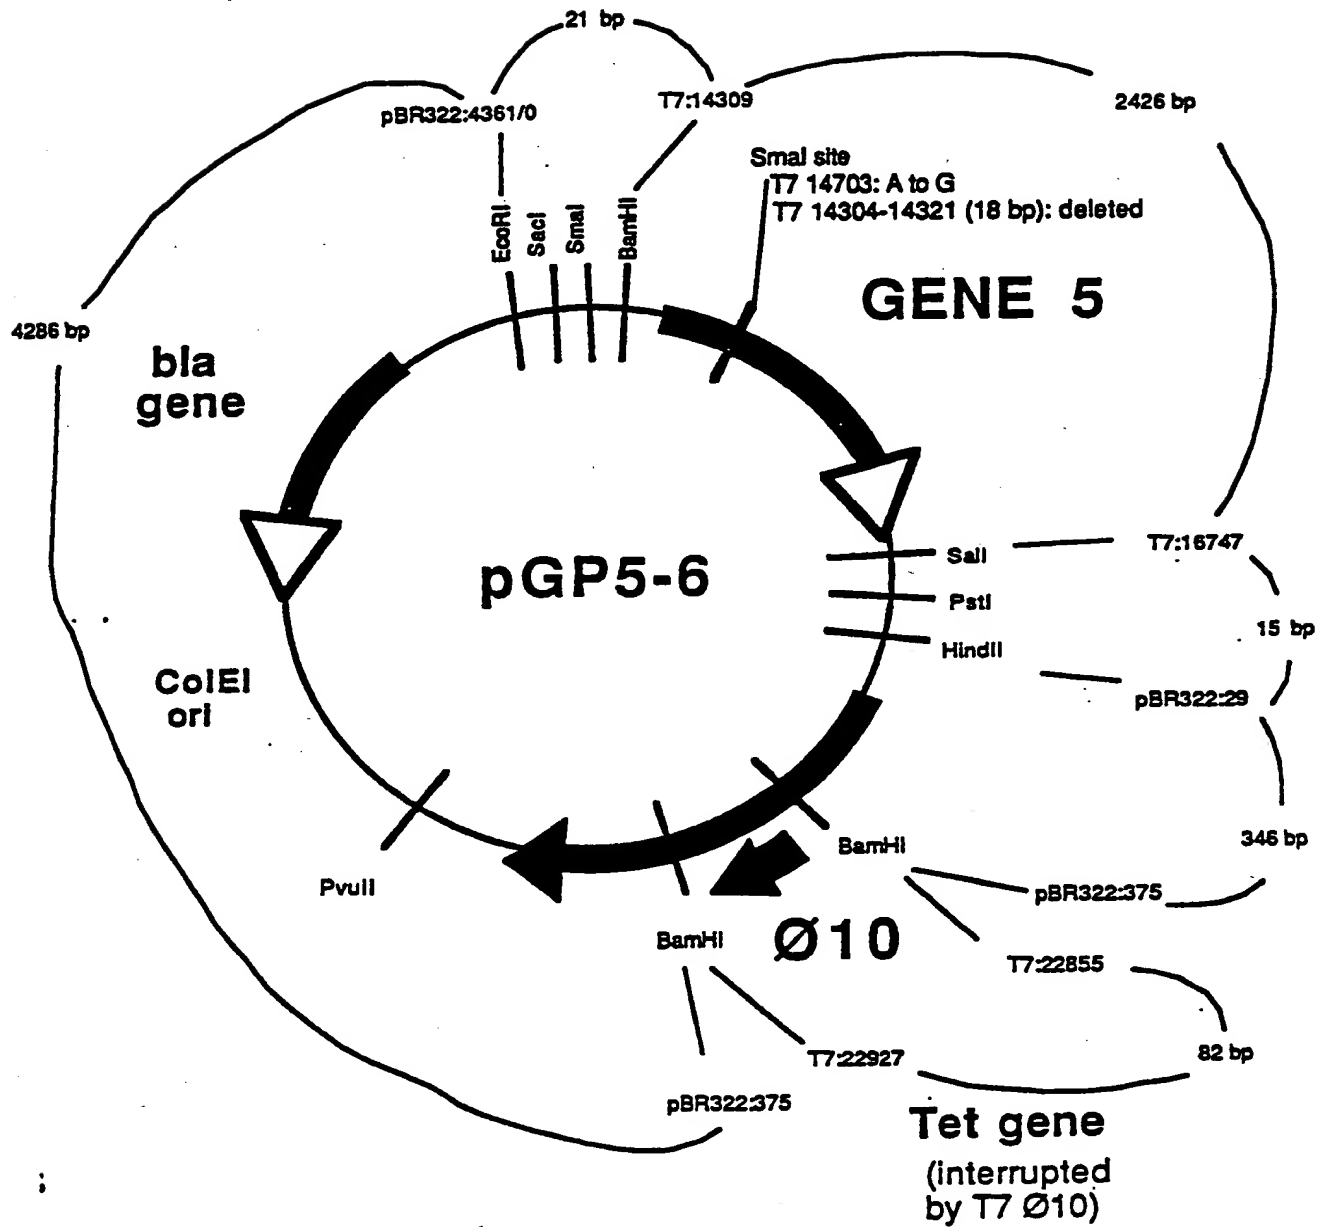 21 bp
pBR322:4361/0
T7:14309
2426 bp
SmaI site
T7 14703: A to G
T7 14304-14321 (18 bp): deleted
EcoRI
SacI
SmaI
BamHI
GENE 5
4286 bp
bla
gene
pGP5-6
SalI
T7:16747
PstI
15 bp
HindII
ColEI
ori
pBR322:29
346 bp
BamHI
PvuII
pBR322:375
BamHI
Ø10
T7:22855
T7:22927
82 bp
pBR322:375
Tet gene
(interrupted
by T7 Ø10)